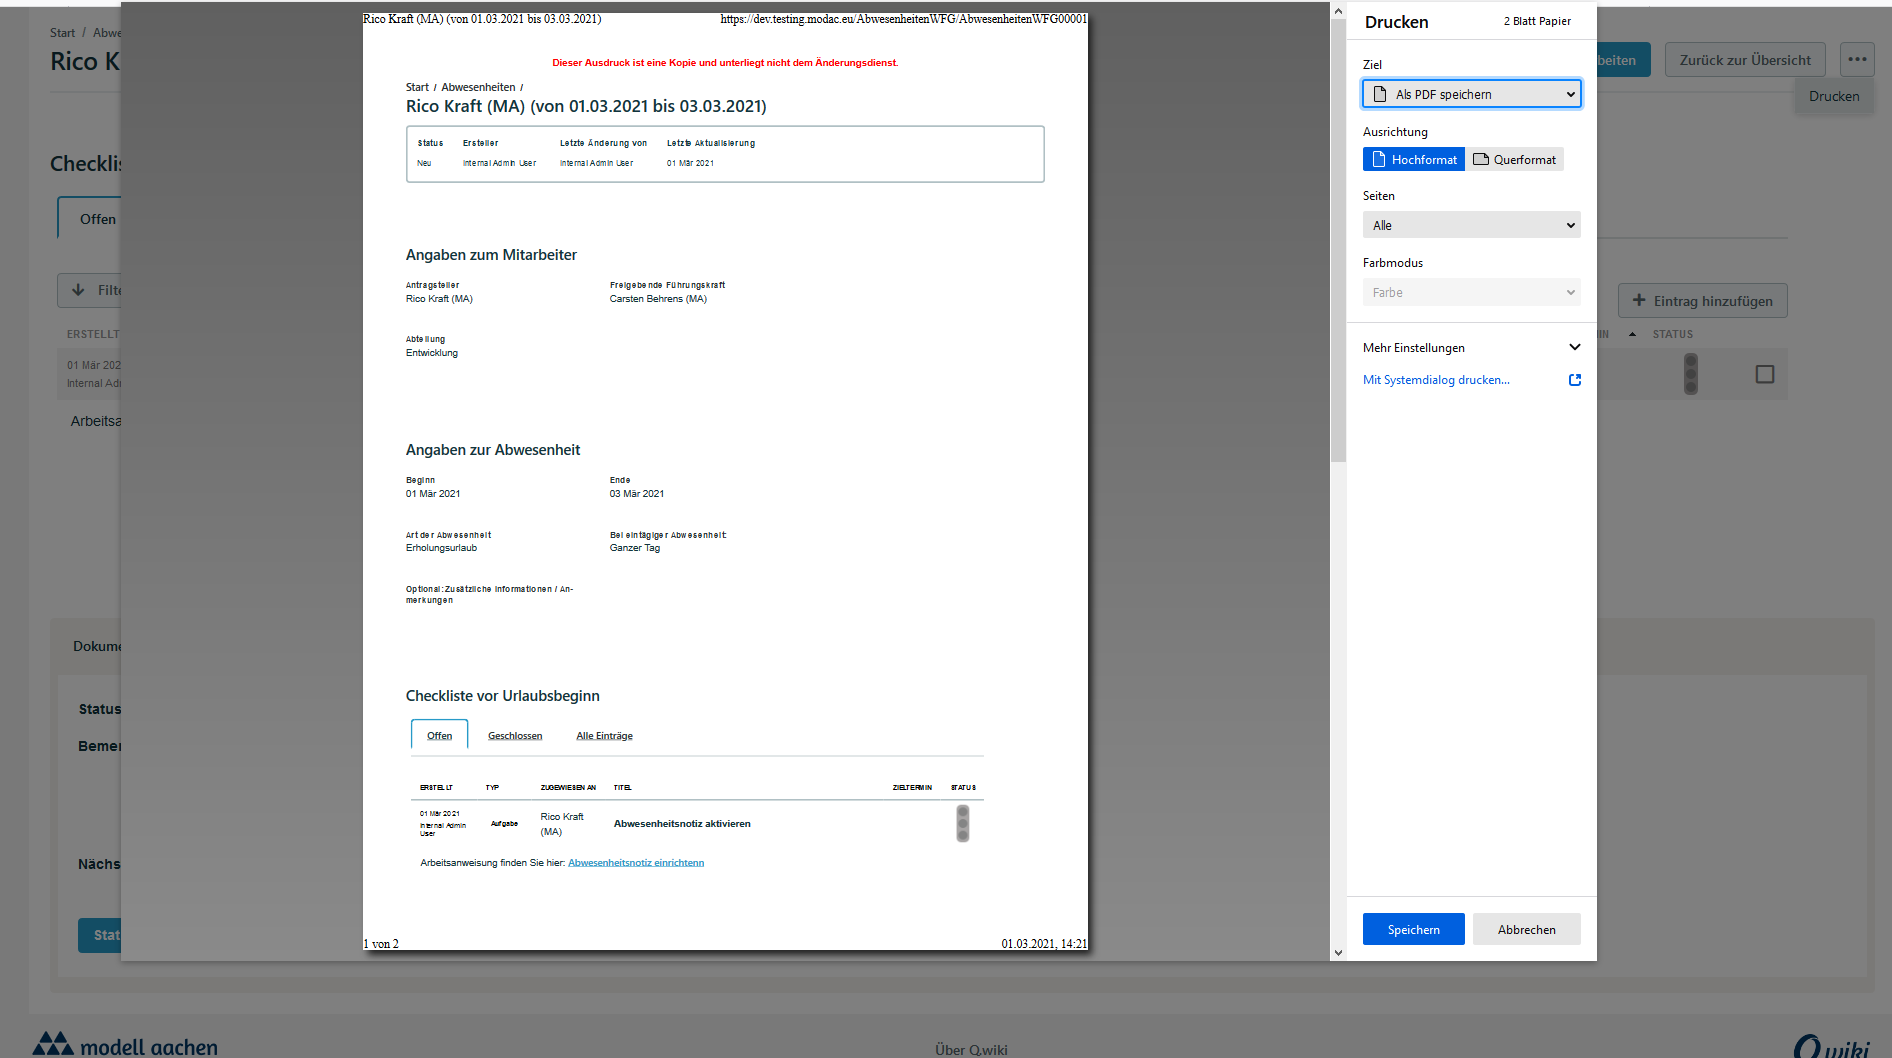 Start / Abwe
Rico K
beiten
Zurück zur Übersicht
Drucken
Checklis
Offen
Filte
Eintrag hinzufügen
ERSTELLT
IN
STATUS
01 Mär 202
Internal Adn
Arbeitsa
Dokume
Status
Bemer
Nächs
Stat
Rico Kraft (MA) (von 01.03.2021 bis 03.03.2021)
https://dev.testing.modac.eu/AbwesenheitenWFG/AbwesenheitenWFG00001
Dieser Ausdruck ist eine Kopie und unterliegt nicht dem Änderungsdienst.
Start / Abwesenheiten /
Rico Kraft (MA) (von 01.03.2021 bis 03.03.2021)
Status Ersteller Letzte Änderung von Letzte Aktualisierung
Neu Internal Admin User Internal Admin User 01 Mär 2021
Angaben zum Mitarbeiter
Antragsteller Freigebende Führungskraft
Rico Kraft (MA) Carsten Behrens (MA)
Abteilung
Entwicklung
Angaben zur Abwesenheit
Beginn Ende
01 Mär 2021 03 Mär 2021
Art der Abwesenheit Bei eintägiger Abwesenheit:
Erholungsurlaub Ganzer Tag
Optional: Zusätzliche Informationen / An-
merkungen
Checkliste vor Urlaubsbeginn
Offen Geschlossen Alle Einträge
ERSTELLT TYP ZUGEWIESEN AN TITEL ZIELTERMIN STATUS
01 Mär 2021
Internal Admin
User
Aufgabe
Rico Kraft
(MA)
Abwesenheitsnotiz aktivieren
Arbeitsanweisung finden Sie hier: Abwesenheitsnotiz einrichtenn
1 von 2
01.03.2021, 14:21
Drucken
2 Blatt Papier
Ziel
Als PDF speichern
Ausrichtung
Hochformat Querformat
Seiten
Alle
Farbmodus
Farbe
Mehr Einstellungen
Mit Systemdialog drucken...
Speichern Abbrechen
modell aachen
Über Q.wiki
Q.wiki